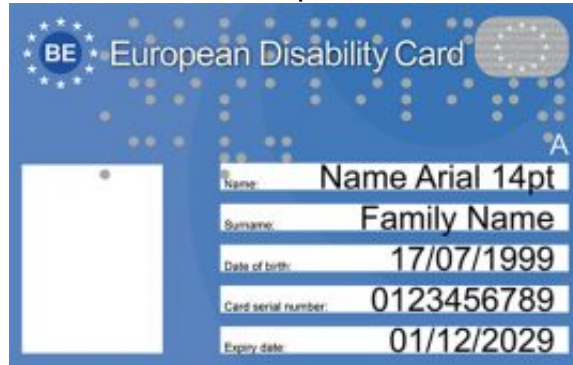 BE European Disability Card
A
Name: Name Arial 14pt
Surname: Family Name
Date of birth: 17/07/1999
Card serial number: 0123456789
Expiry date: 01/12/2029